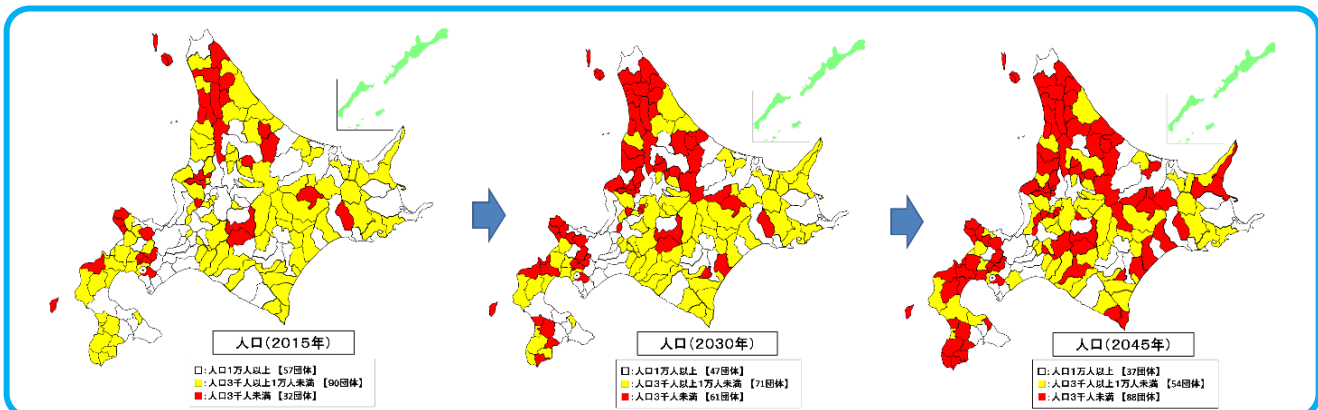 人口(2015年)
□:人口1万人以上 【57団体】
■:人口3千人以上1万人未満 【90団体】
■:人口3千人未満 【32団体】
人口(2030年)
□:人口1万人以上 【47団体】
■:人口3千人以上1万人未満 【71団体】
■:人口3千人未満 【61団体】
人口(2045年)
□:人口1万人以上 【37団体】
■:人口3千人以上1万人未満 【54団体】
■:人口3千人未満 【88団体】